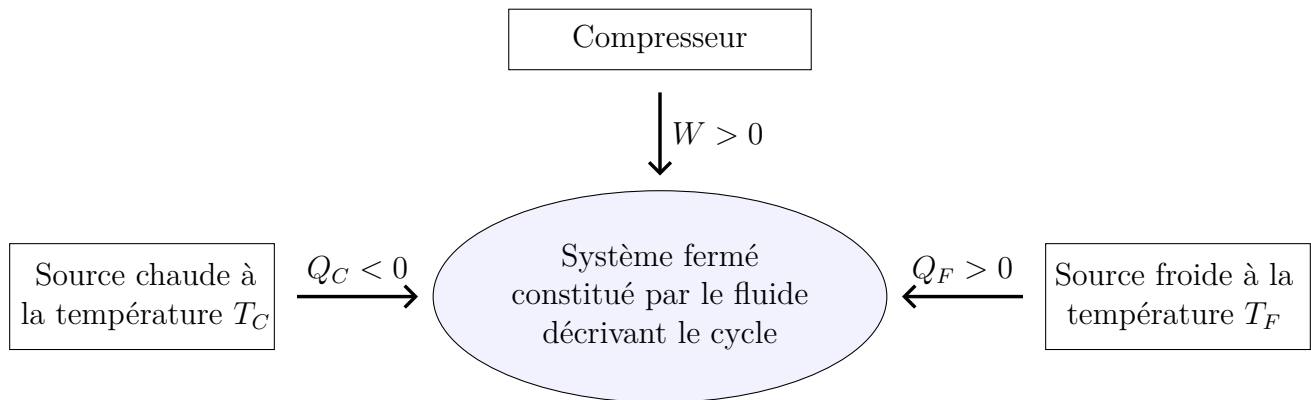 Compresseur
W > 0
Source chaude à
la température T_C
Q_C < 0
Système fermé
constitué par le fluide
décrivant le cycle
Q_F > 0
Source froide à la
température T_F